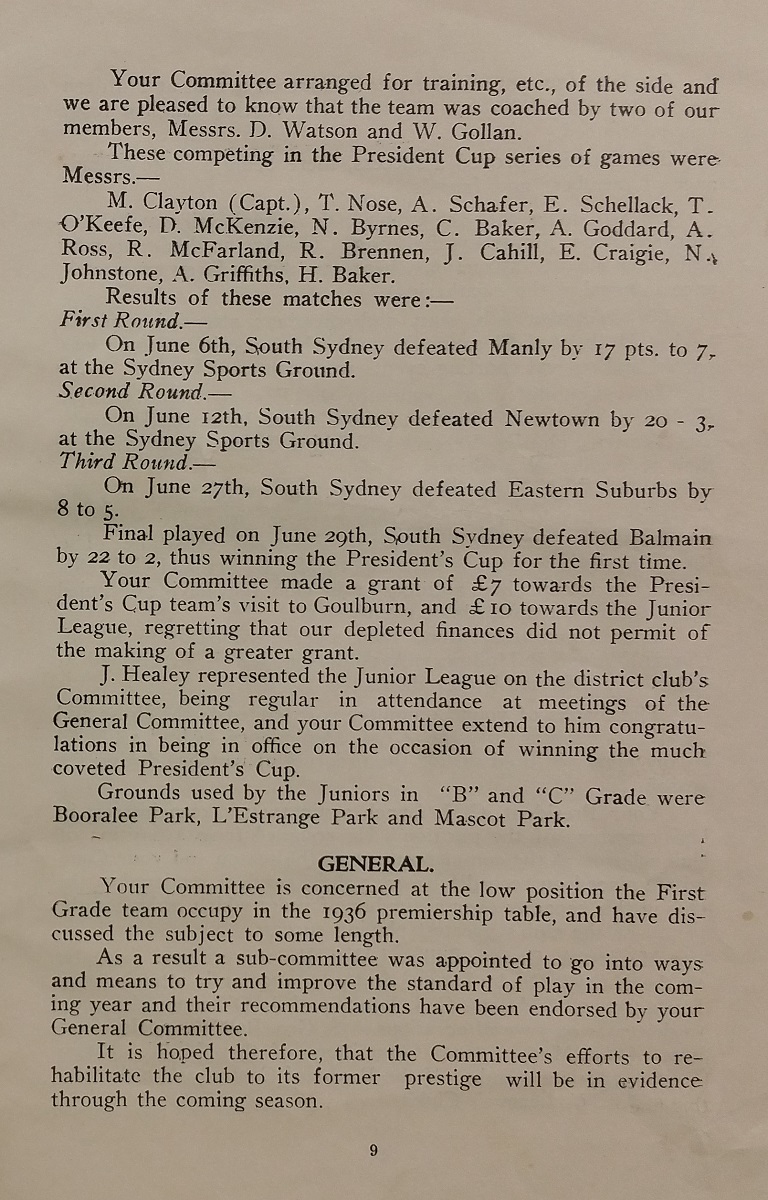 Your Committee arranged for training, etc., of the side and
we are pleased to know that the team was coached by two of our
members, Messrs. D. Watson and W. Gollan.
These competing in the President Cup series of games were
Messrs.—
M. Clayton (Capt.), T. Nose, A. Schafer, E. Schellack, T.
O'Keefe, D. McKenzie, N. Byrnes, C. Baker, A. Goddard, A.
Ross, R. McFarland, R. Brennen, J. Cahill, E. Craigie, N.
Johnstone, A. Griffiths, H. Baker.
Results of these matches were:—
First Round.—
On June 6th, South Sydney defeated Manly by 17 pts. to 7,
at the Sydney Sports Ground.
Second Round.—
On June 12th, South Sydney defeated Newtown by 20 - 3,
at the Sydney Sports Ground.
Third Round.—
On June 27th, South Sydney defeated Eastern Suburbs by
8 to 5.
Final played on June 29th, South Sydney defeated Balmain
by 22 to 2, thus winning the President's Cup for the first time.
Your Committee made a grant of £7 towards the Presi-
dent's Cup team's visit to Goulburn, and £10 towards the Junior
League, regretting that our depleted finances did not permit of
the making of a greater grant.
J. Healey represented the Junior League on the district club's
Committee, being regular in attendance at meetings of the
General Committee, and your Committee extend to him congratu-
lations in being in office on the occasion of winning the much
coveted President's Cup.
Grounds used by the Juniors in "B" and "C" Grade were
Booralee Park, L'Estrange Park and Mascot Park.
GENERAL.
Your Committee is concerned at the low position the First
Grade team occupy in the 1936 premiership table, and have dis-
cussed the subject to some length.
As a result a sub-committee was appointed to go into ways
and means to try and improve the standard of play in the com-
ing year and their recommendations have been endorsed by your
General Committee.
It is hoped therefore, that the Committee's efforts to re-
habilitate the club to its former prestige will be in evidence
through the coming season.
9